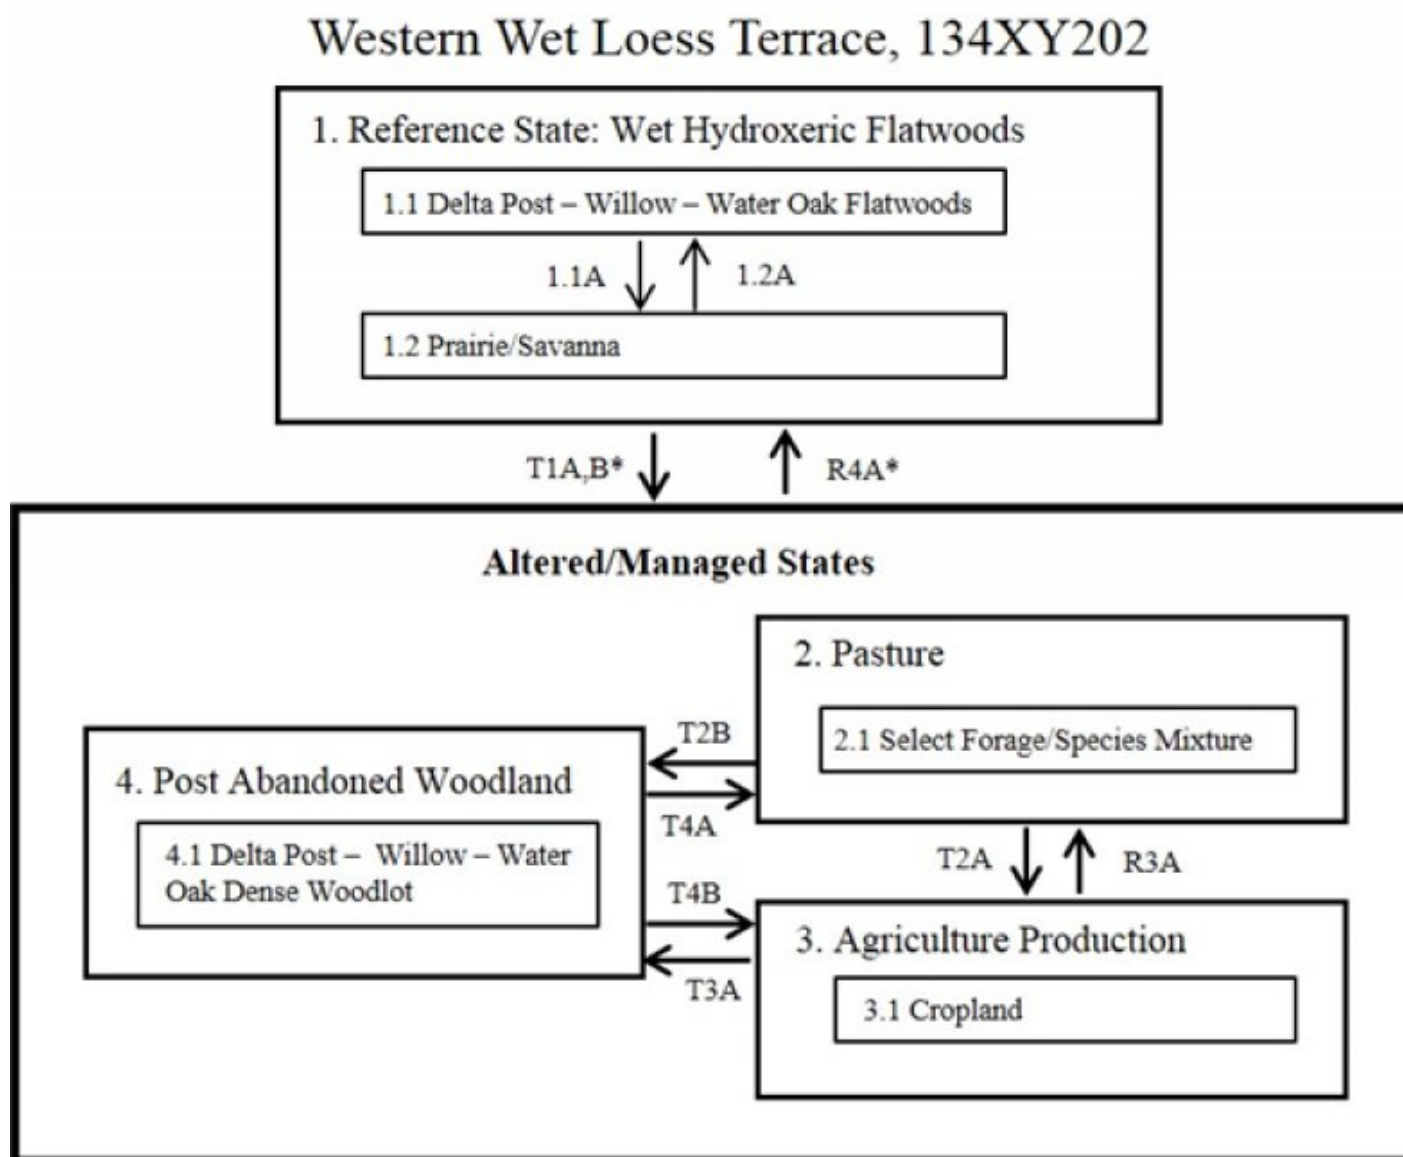 Western Wet Loess Terrace, 134XY202
1. Reference State: Wet Hydroxeric Flatwoods
1.1 Delta Post – Willow – Water Oak Flatwoods
1.1A
1.2A
1.2 Prairie/Savanna
T1A,B*
R4A*
Altered/Managed States
2. Pasture
2.1 Select Forage/Species Mixture
T2B
4. Post Abandoned Woodland
T4A
4.1 Delta Post – Willow – Water
Oak Dense Woodlot
T2A
R3A
T4B
3. Agriculture Production
T3A
3.1 Cropland